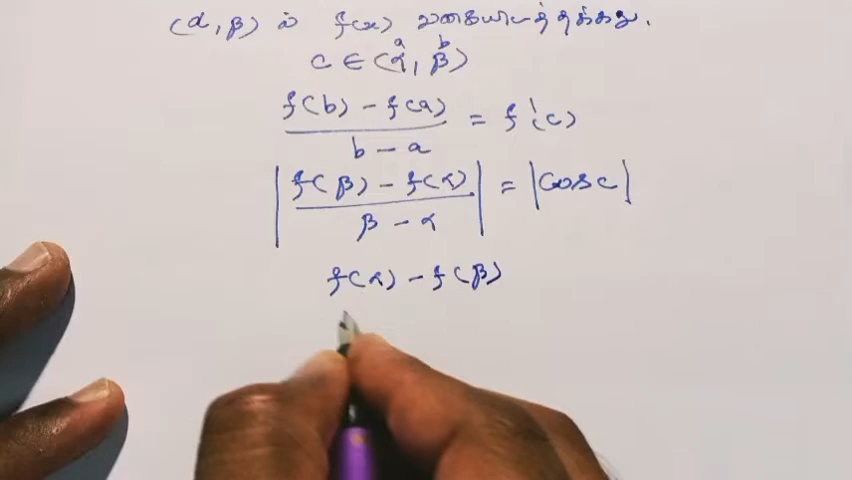 (α, β) ல் f(x) வகையிடத்தக்கது.
a b
c ∈ (α, β)
f(b) - f(a) / b - a = f'(c)
| f(β) - f(α) / β - α | = |cos c|
f(α) - f(β)